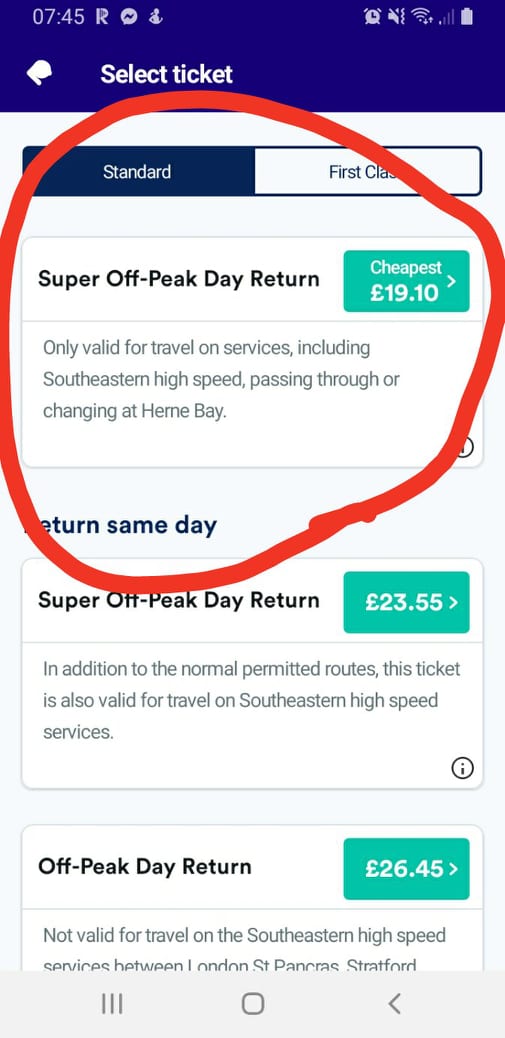 07:45
Select ticket
Standard
First Clas
Super Off-Peak Day Return
Cheapest
£19.10 >
Only valid for travel on services, including
Southeastern high speed, passing through or
changing at Herne Bay.
eturn same day
Super Off-Peak Day Return
£23.55 >
In addition to the normal permitted routes, this ticket
is also valid for travel on Southeastern high speed
services.
Off-Peak Day Return
£26.45 >
Not valid for travel on the Southeastern high speed
services between London St Pancras, Stratford